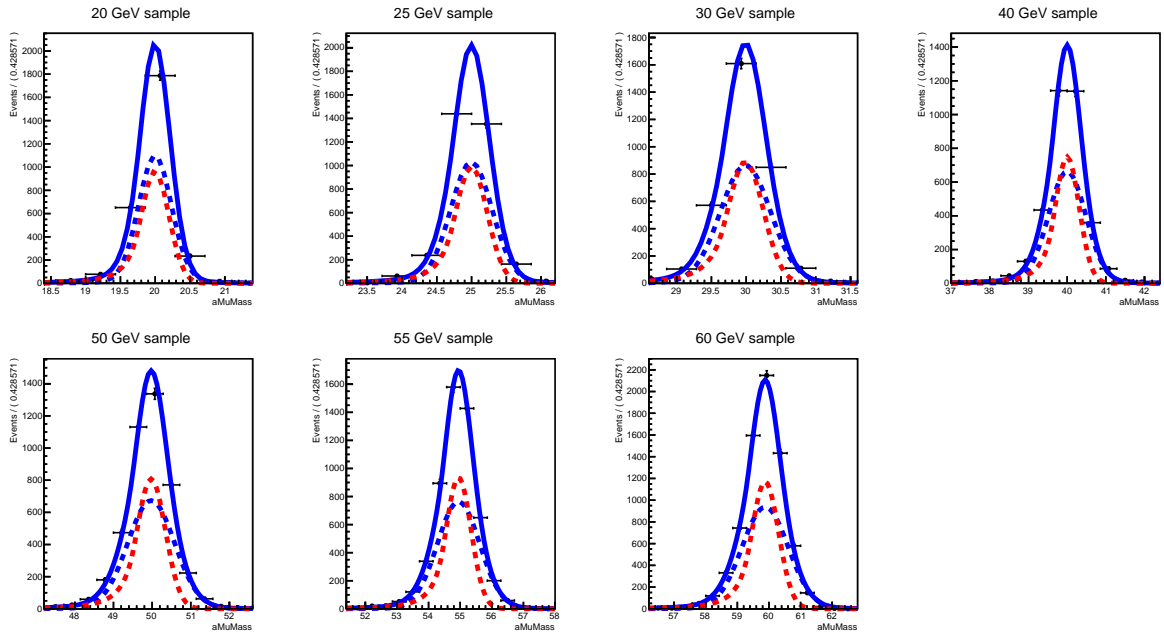 20 GeV sample
Events / ( 0.428571 )
2000
1800
1600
1400
1200
1000
800
600
400
200
0
18.5 19 19.5 20 20.5 21
aMuMass
25 GeV sample
Events / ( 0.428571 )
2000
1800
1600
1400
1200
1000
800
600
400
200
0
23.5 24 24.5 25 25.5 26
aMuMass
30 GeV sample
Events / ( 0.428571 )
1800
1600
1400
1200
1000
800
600
400
200
0
29 29.5 30 30.5 31 31.5
aMuMass
40 GeV sample
Events / ( 0.428571 )
1400
1200
1000
800
600
400
200
0
37 38 39 40 41 42
aMuMass
50 GeV sample
Events / ( 0.428571 )
1400
1200
1000
800
600
400
200
0
48 49 50 51 52
aMuMass
55 GeV sample
Events / ( 0.428571 )
1600
1400
1200
1000
800
600
400
200
0
52 53 54 55 56 57 58
aMuMass
60 GeV sample
Events / ( 0.428571 )
2200
2000
1800
1600
1400
1200
1000
800
600
400
200
0
57 58 59 60 61 62
aMuMass